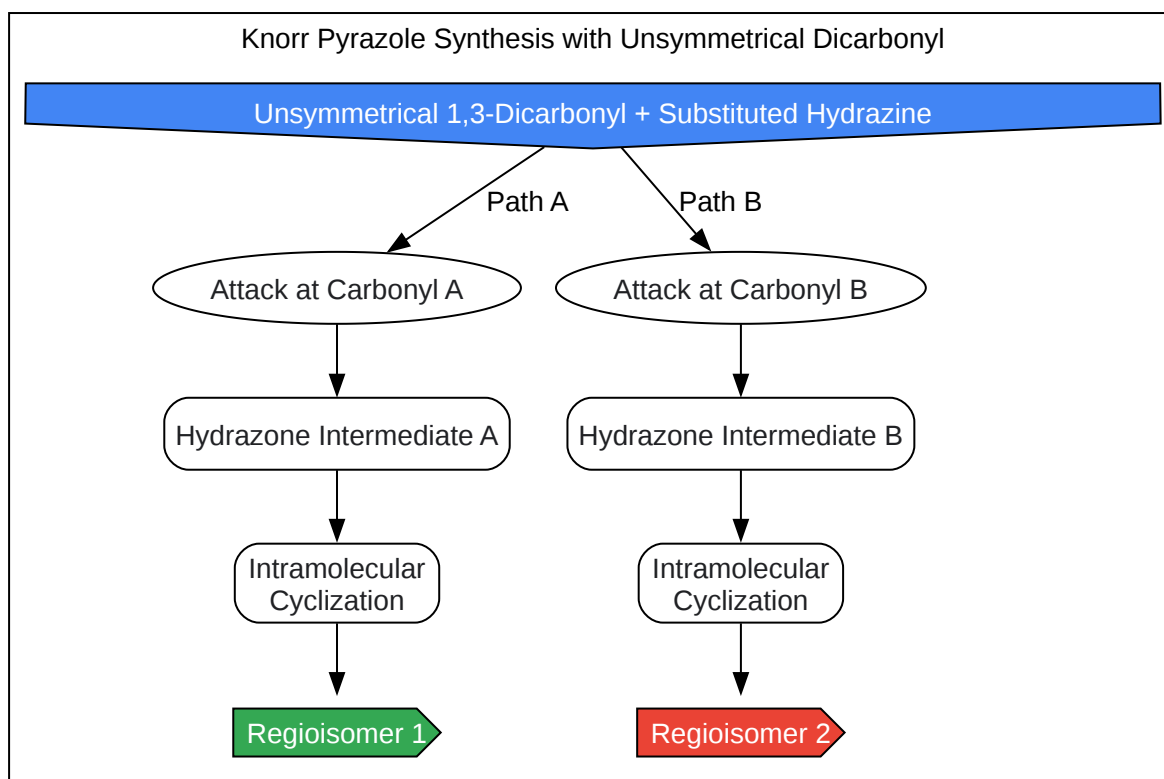 Knorr Pyrazole Synthesis with Unsymmetrical Dicarbonyl
Unsymmetrical 1,3-Dicarbonyl + Substituted Hydrazine
Path A
Path B
Attack at Carbonyl A
Attack at Carbonyl B
Hydrazone Intermediate A
Hydrazone Intermediate B
Intramolecular
Cyclization
Intramolecular
Cyclization
Regioisomer 1
Regioisomer 2